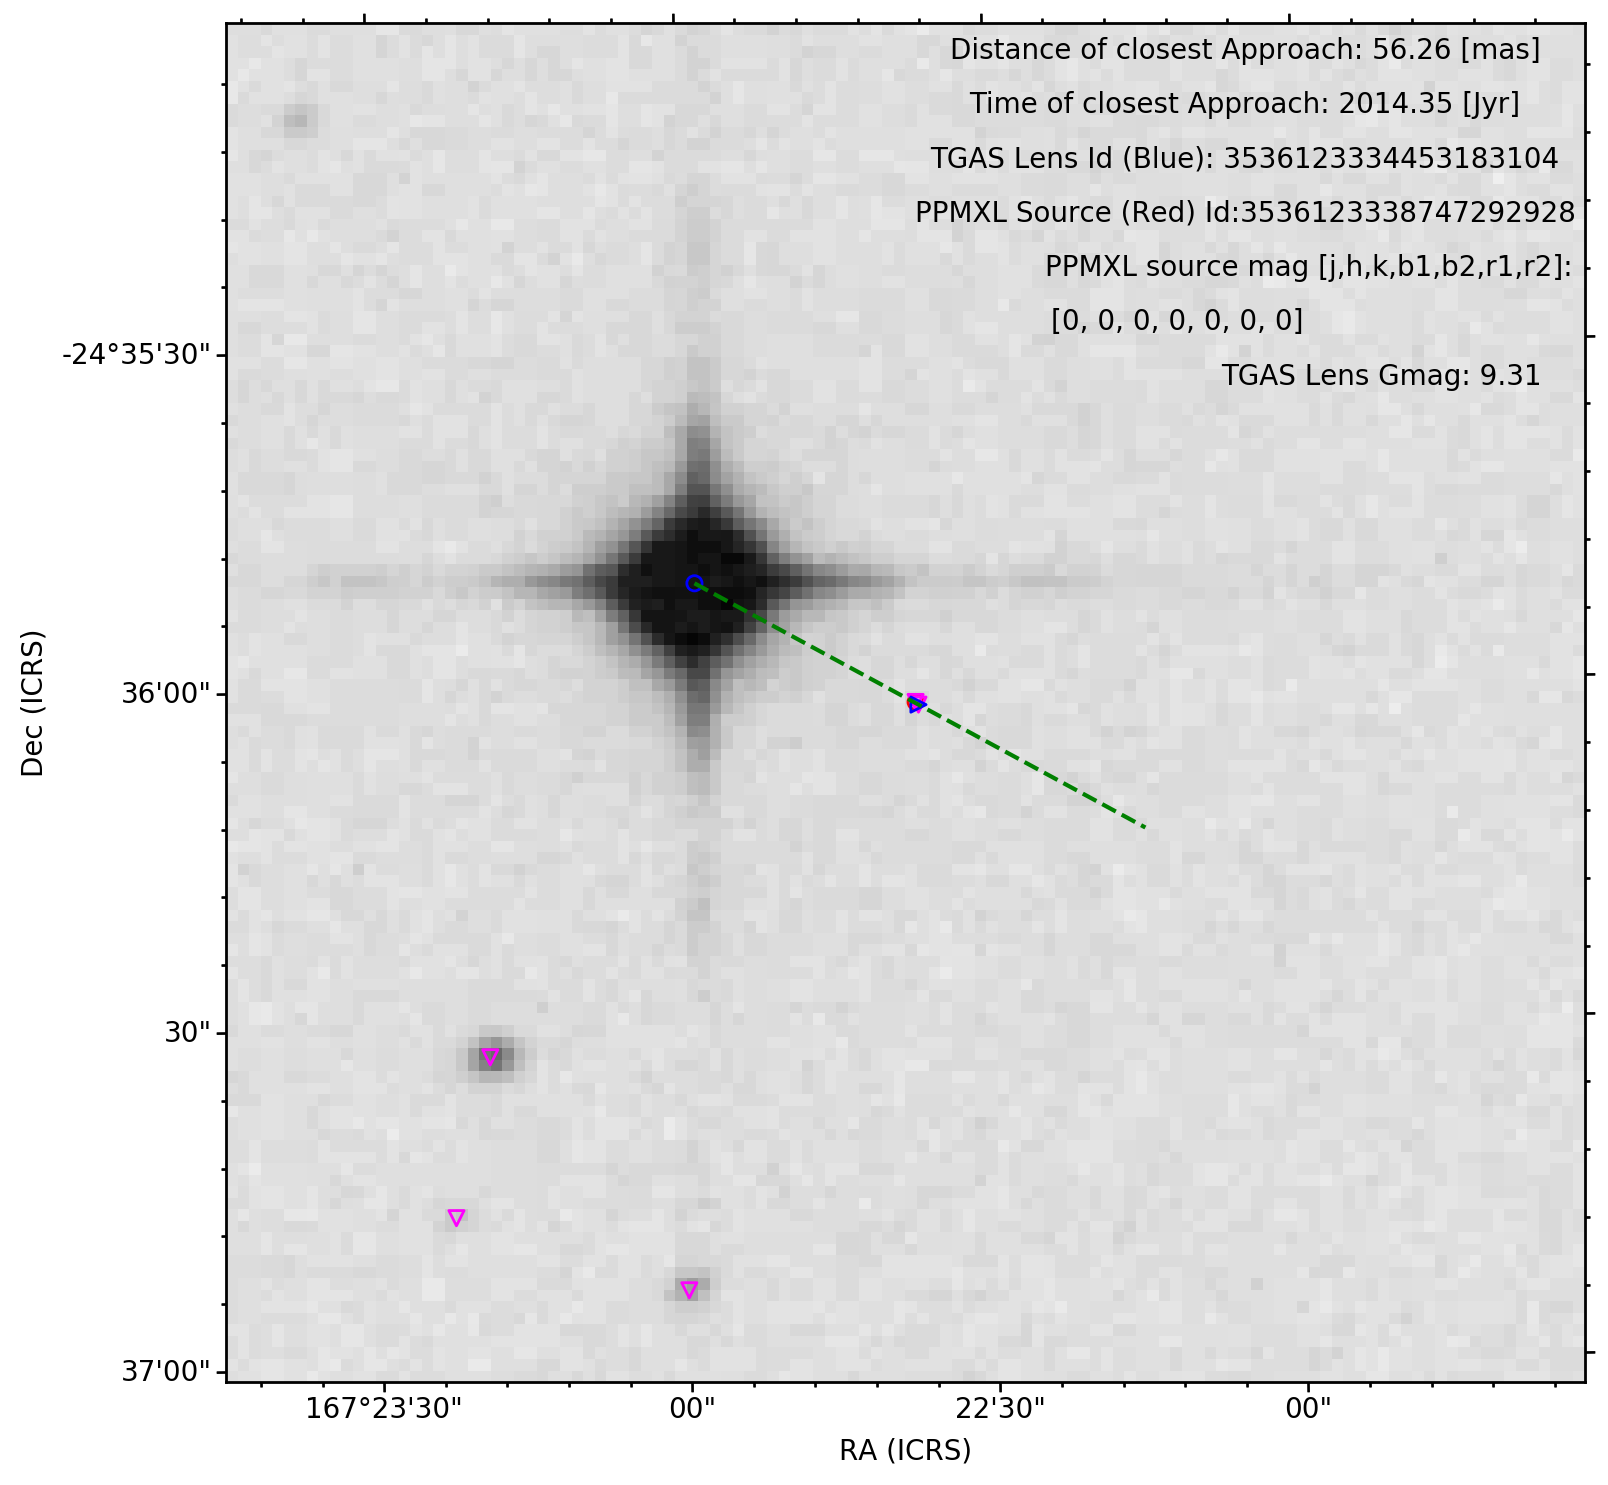 Distance of closest Approach: 56.26 [mas]
Time of closest Approach: 2014.35 [Jyr]
TGAS Lens Id (Blue): 3536123334453183104
PPMXL Source (Red) Id:3536123338747292928
PPMXL source mag [j,h,k,b1,b2,r1,r2]:
[0, 0, 0, 0, 0, 0, 0]
TGAS Lens Gmag: 9.31
-24°35'30"
36'00"
30"
37'00"
Dec (ICRS)
167°23'30" 00" 22'30" 00"
RA (ICRS)